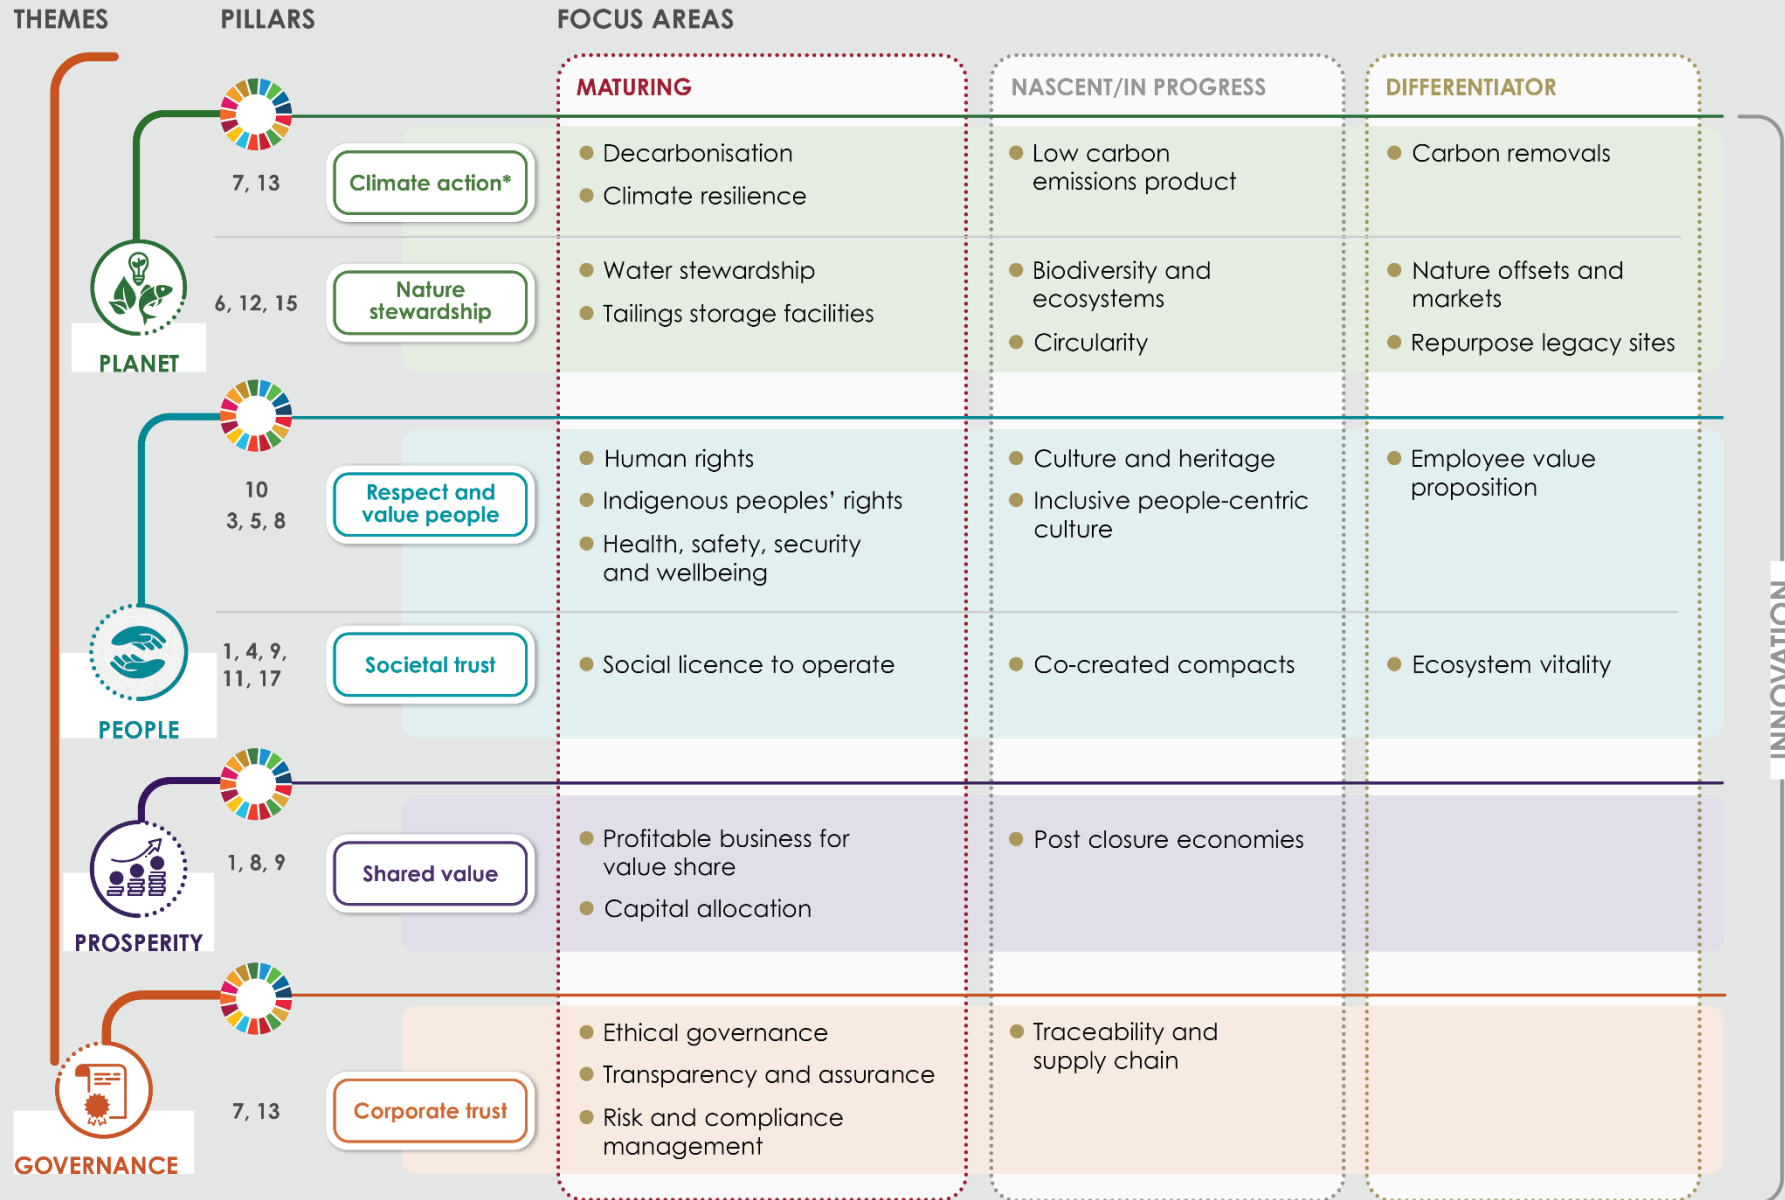 THEMES
PILLARS
FOCUS AREAS
MATURING
NASCENT/IN PROGRESS
DIFFERENTIATOR
PLANET
7, 13
Climate action*
Decarbonisation
Climate resilience
Low carbon
emissions product
Carbon removals
6, 12, 15
Nature
stewardship
Water stewardship
Tailings storage facilities
Biodiversity and
ecosystems
Circularity
Nature offsets and
markets
Repurpose legacy sites
PEOPLE
10
3, 5, 8
Respect and
value people
Human rights
Indigenous peoples’ rights
Health, safety, security
and wellbeing
Culture and heritage
Inclusive people-centric
culture
Employee value
proposition
1, 4, 9,
11, 17
Societal trust
Social licence to operate
Co-created compacts
Ecosystem vitality
PROSPERITY
1, 8, 9
Shared value
Profitable business for
value share
Capital allocation
Post closure economies
GOVERNANCE
7, 13
Corporate trust
Ethical governance
Transparency and assurance
Risk and compliance
management
Traceability and
supply chain
INNOVATION